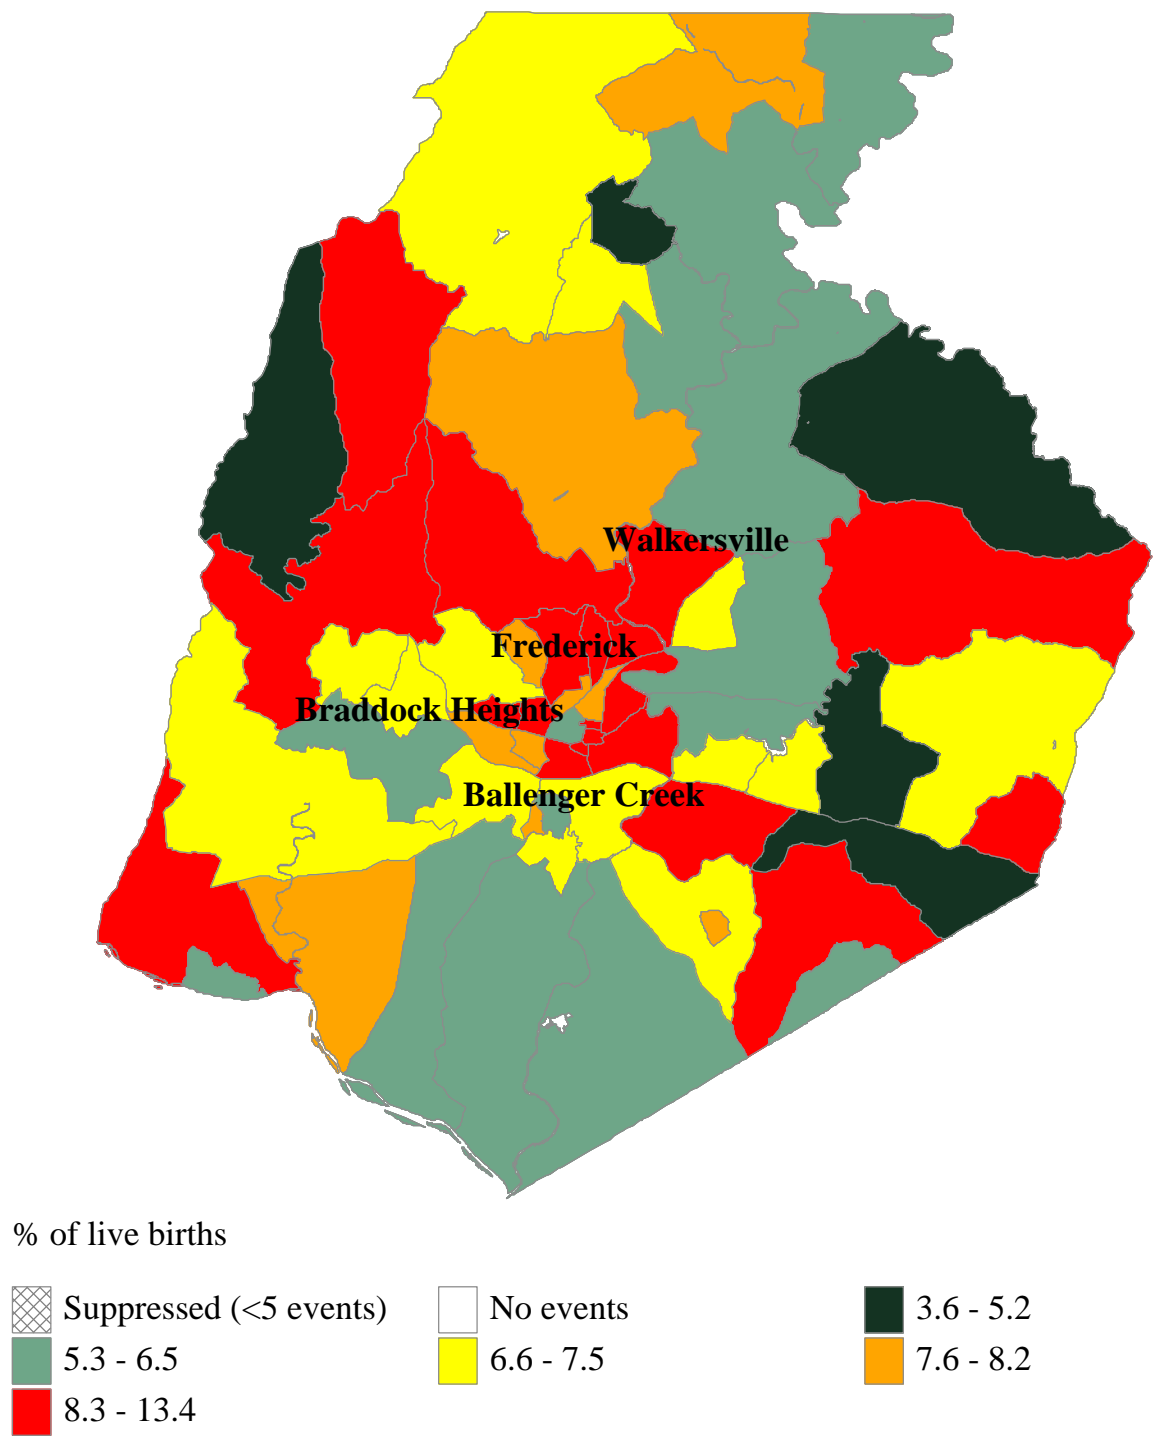 Walkersville
Frederick
Braddock Heights
Ballenger Creek
% of live births
Suppressed (<5 events)
No events
3.6 - 5.2
5.3 - 6.5
6.6 - 7.5
7.6 - 8.2
8.3 - 13.4